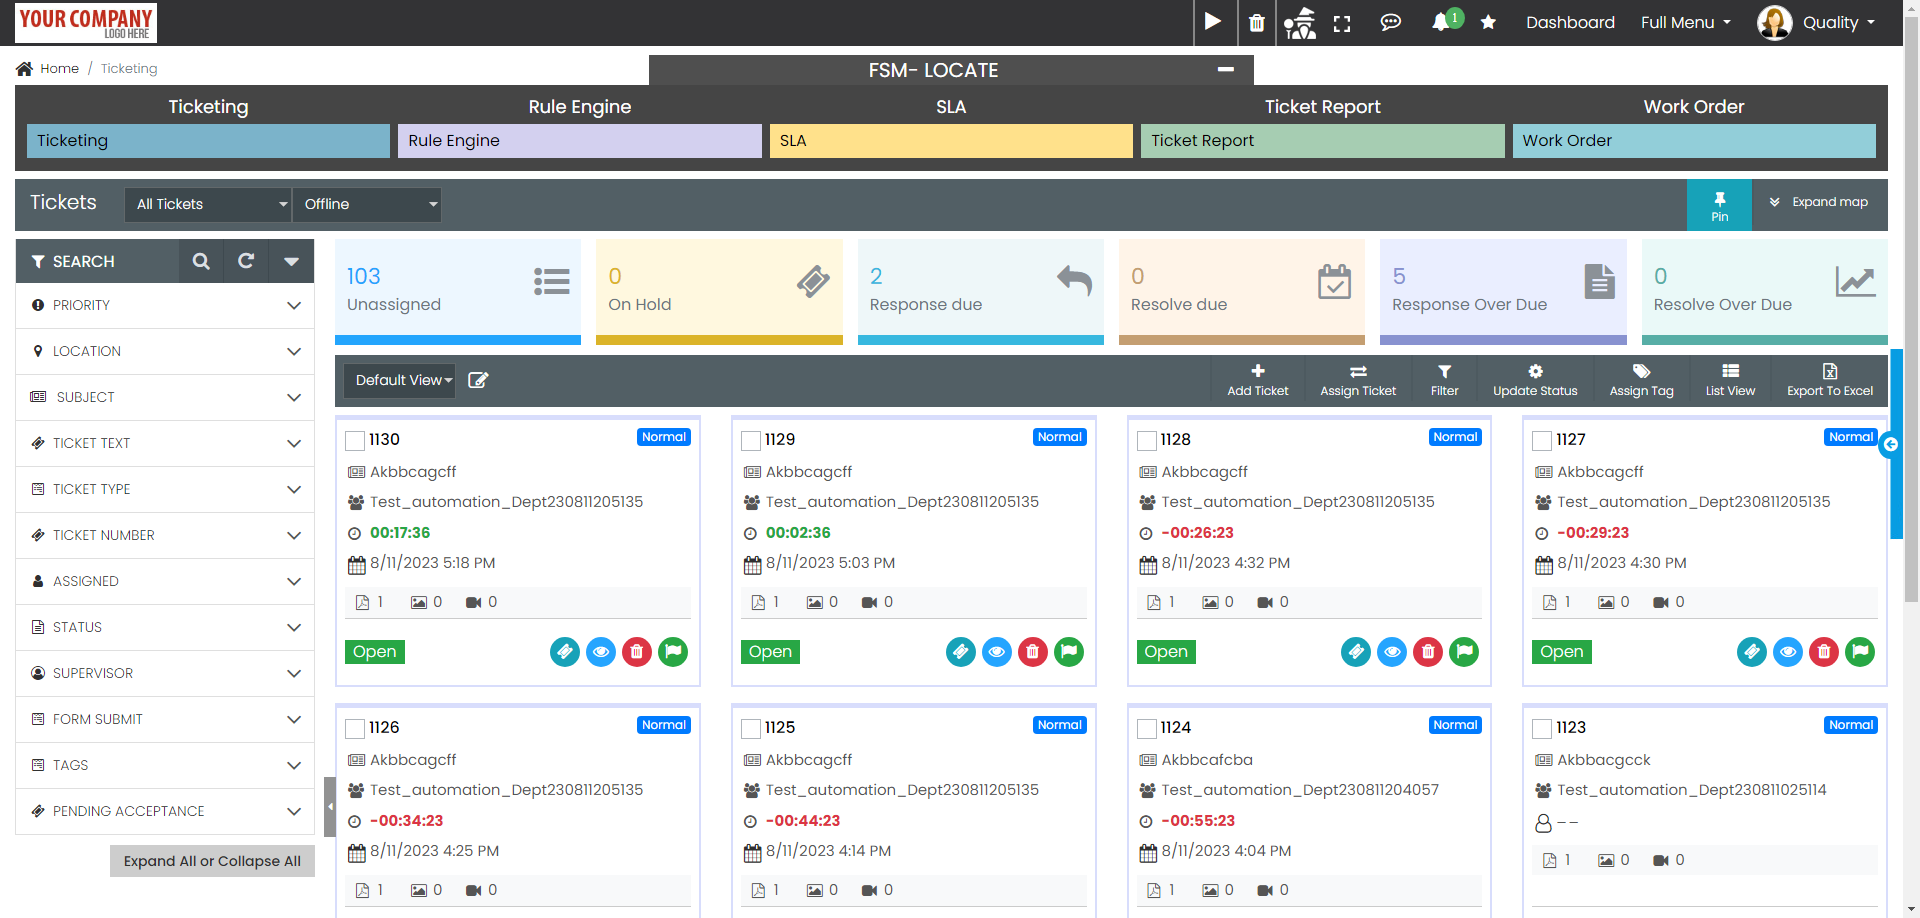 YOUR COMPANY
LOGO HERE
1
Dashboard
Full Menu
Quality
Home / Ticketing
FSM- LOCATE
Ticketing
Rule Engine
SLA
Ticket Report
Work Order
Ticketing
Rule Engine
SLA
Ticket Report
Work Order
Tickets
All Tickets
Offline
Pin
Expand map
SEARCH
PRIORITY
LOCATION
SUBJECT
TICKET TEXT
TICKET TYPE
TICKET NUMBER
ASSIGNED
STATUS
SUPERVISOR
FORM SUBMIT
TAGS
PENDING ACCEPTANCE
Expand All or Collapse All
103
Unassigned
0
On Hold
2
Response due
0
Resolve due
5
Response Over Due
0
Resolve Over Due
Default View
Add Ticket
Assign Ticket
Filter
Update Status
Assign Tag
List View
Export To Excel
1130
Normal
Akbbcagcff
Test_automation_Dept230811205135
00:17:36
8/11/2023 5:18 PM
1 0 0
Open
1129
Normal
Akbbcagcff
Test_automation_Dept230811205135
00:02:36
8/11/2023 5:03 PM
1 0 0
Open
1128
Normal
Akbbcagcff
Test_automation_Dept230811205135
-00:26:23
8/11/2023 4:32 PM
1 0 0
Open
1127
Normal
Akbbcagcff
Test_automation_Dept230811205135
-00:29:23
8/11/2023 4:30 PM
1 0 0
Open
1126
Normal
Akbbcagcff
Test_automation_Dept230811205135
-00:34:23
8/11/2023 4:25 PM
1 0 0
1125
Normal
Akbbcagcff
Test_automation_Dept230811205135
-00:44:23
8/11/2023 4:14 PM
1 0 0
1124
Normal
Akbbcafcba
Test_automation_Dept230811204057
-00:55:23
8/11/2023 4:04 PM
1 0 0
1123
Normal
Akbbacgcck
Test_automation_Dept230811025114
--
1 0 0